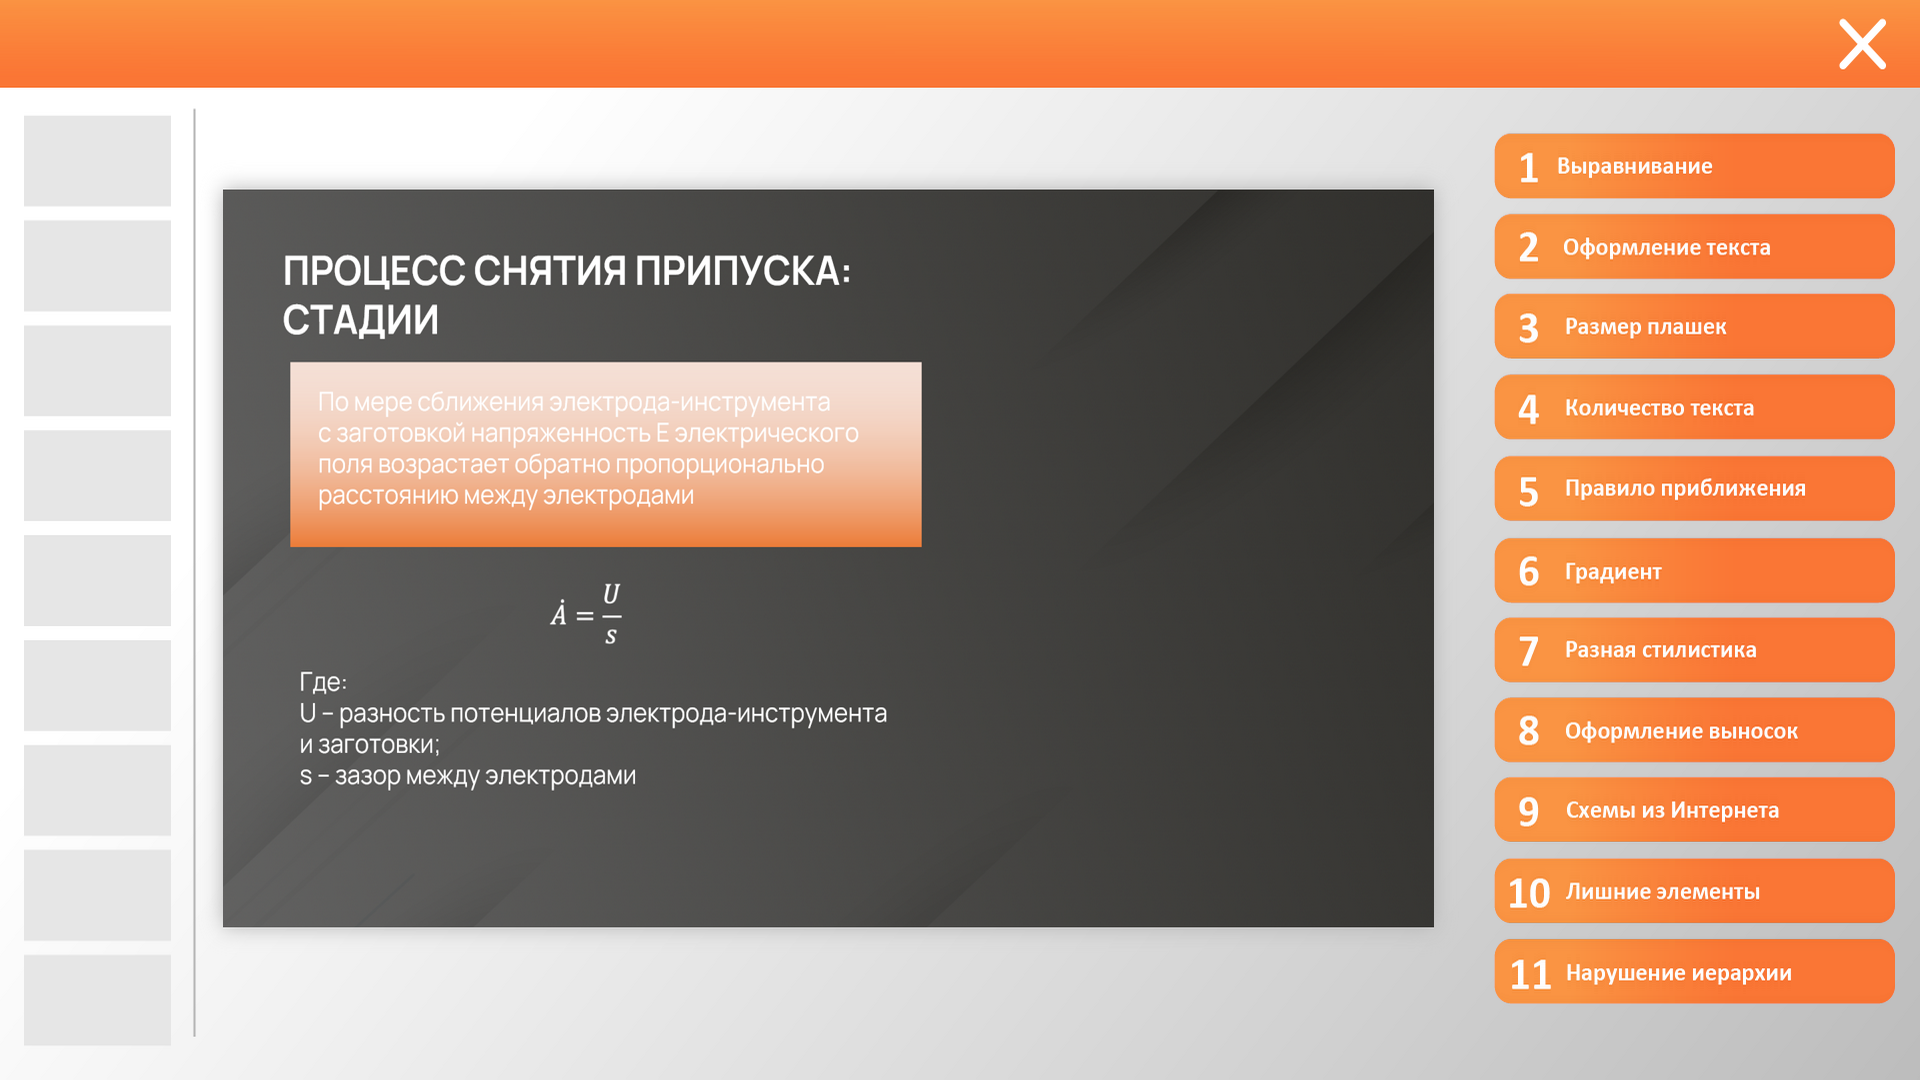 ПРОЦЕСС СНЯТИЯ ПРИПУСКА:
СТАДИИ
По мере сближения электрода-инструмента
с заготовкой напряженность Е электрического
поля возрастает обратно пропорционально
расстоянию между электродами
Ȧ = U/s
Где:
U – разность потенциалов электрода-инструмента
и заготовки;
s – зазор между электродами
1 Выравнивание
2 Оформление текста
3 Размер плашек
4 Количество текста
5 Правило приближения
6 Градиент
7 Разная стилистика
8 Оформление выносок
9 Схемы из Интернета
10 Лишние элементы
11 Нарушение иерархии